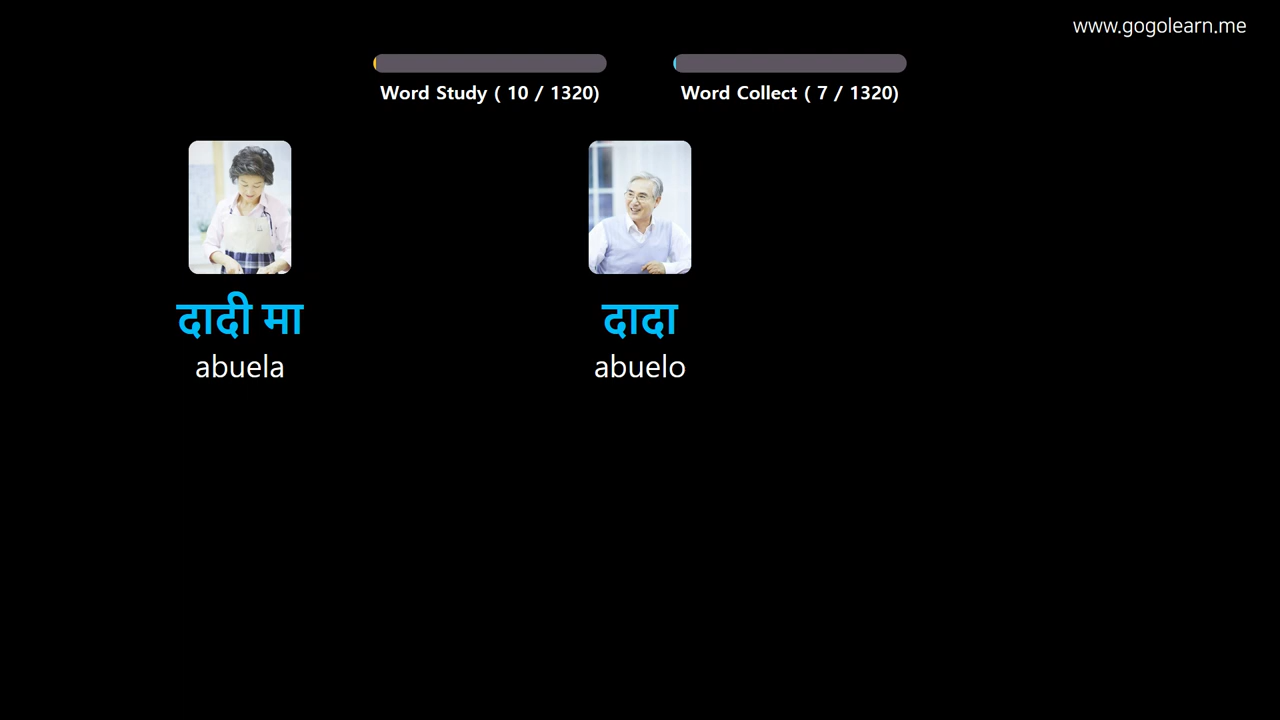 www.gogolearn.me
Word Study ( 10 / 1320)
Word Collect ( 7 / 1320)
दादी मा
abuela
दादा
abuelo